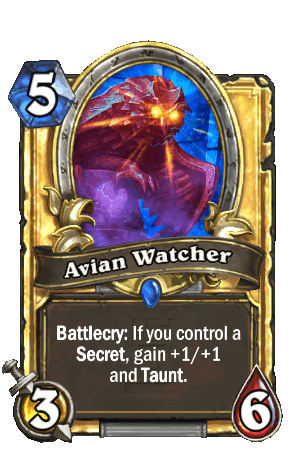 5
Avian Watcher
Battlecry: If you control a
Secret, gain +1/+1
and Taunt.
3
6